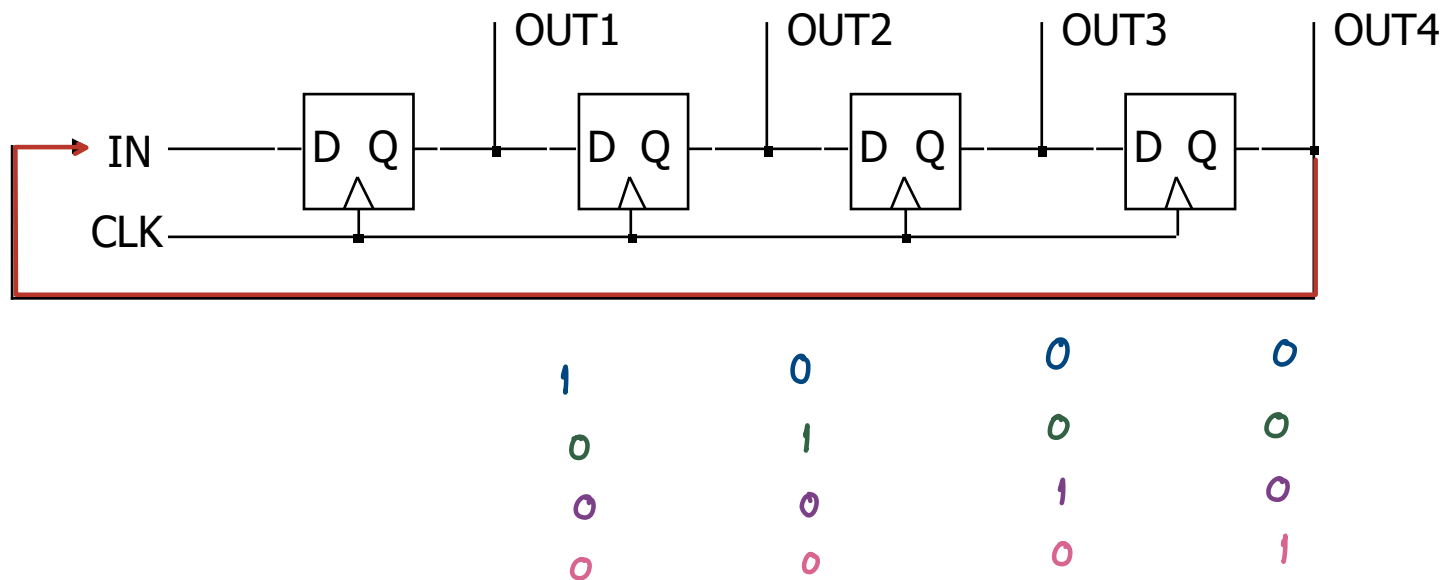 OUT1 OUT2 OUT3 OUT4
IN D Q D Q D Q D Q
CLK
1 0 0 0
0 1 0 0
0 0 1 0
0 0 0 1